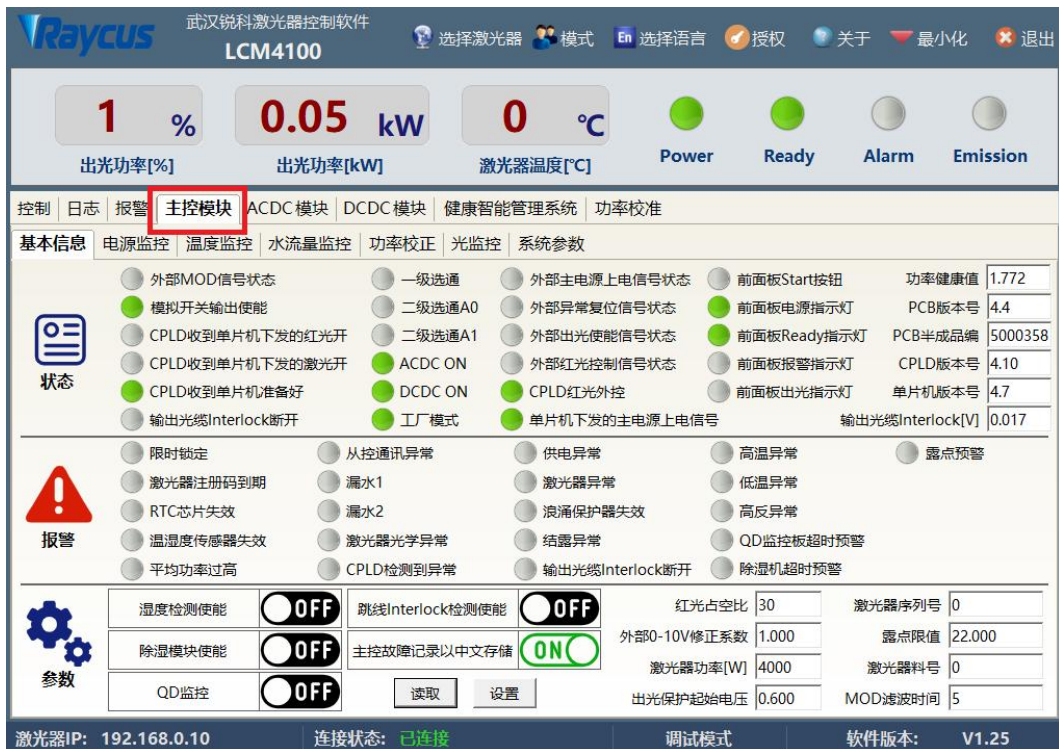 Raycus
武汉锐科激光器控制软件
LCM4100
选择激光器 模式 En 选择语言 授权 关于 最小化 退出
1 % 0.05 kW 0 ℃
出光功率[%] 出光功率[kW] 激光器温度[℃] Power Ready Alarm Emission
控制 日志 报警 主控模块 ACDC模块 DCDC模块 健康智能管理系统 功率校准
基本信息 电源监控 温度监控 水流量监控 功率校正 光监控 系统参数
外部MOD信号状态 一级选通 外部主电源上电信号状态 前面板Start按钮 功率健康值 1.772
模拟开关输出使能 二级选通A0 外部异常复位信号状态 前面板电源指示灯 PCB版本号 4.4
CPLD收到单片机下发的红光开 二级选通A1 外部出光使能信号状态 前面板Ready指示灯 PCB半成品编 5000358
CPLD收到单片机下发的激光开 ACDC ON 外部红光控制信号状态 前面板报警指示灯 CPLD版本号 4.10
状态
CPLD收到单片机准备好 DCDC ON CPLD红光外控 前面板出光指示灯 单片机版本号 4.7
输出光缆Interlock断开 工厂模式 单片机下发的主电源上电信号 输出光缆Interlock[V] 0.017
限时锁定 从控通讯异常 供电异常 高温异常 露点预警
激光器注册码到期 漏水1 激光器异常 低温异常
RTC芯片失效 漏水2 浪涌保护器失效 高反异常
报警
温湿度传感器失效 激光器光学异常 结露异常 QD监控板超时预警
平均功率过高 CPLD检测到异常 输出光缆Interlock断开 除湿机超时预警
湿度检测使能 OFF 跳线Interlock检测使能 OFF 红光占空比 30 激光器序列号 0
外部0-10V修正系数 1.000 露点限值 22.000
除湿模块使能 OFF 主控故障记录以中文存储 ON
激光器功率[W] 4000 激光器料号 0
参数
QD监控 OFF 读取 设置 出光保护起始电压 0.600 MOD滤波时间 5
激光器IP: 192.168.0.10 连接状态: 已连接 调试模式 软件版本: V1.25